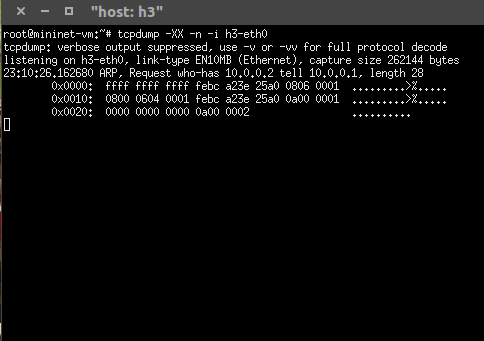 "host: h3"
root@mininet-vm:~# tcpdump -XX -n -i h3-eth0
tcpdump: verbose output suppressed, use -v or -vv for full protocol decode
listening on h3-eth0, link-type EN10MB (Ethernet), capture size 262144 bytes
23:10:26.162680 ARP, Request who-has 10.0.0.2 tell 10.0.0.1, length 28
0x0000:  ffff ffff ffff febc a23e 25a0 0806 0001  .........>%.....
0x0010:  0800 0604 0001 febc a23e 25a0 0a00 0001  .........>%.....
0x0020:  0000 0000 0000 0a00 0002                 ..........